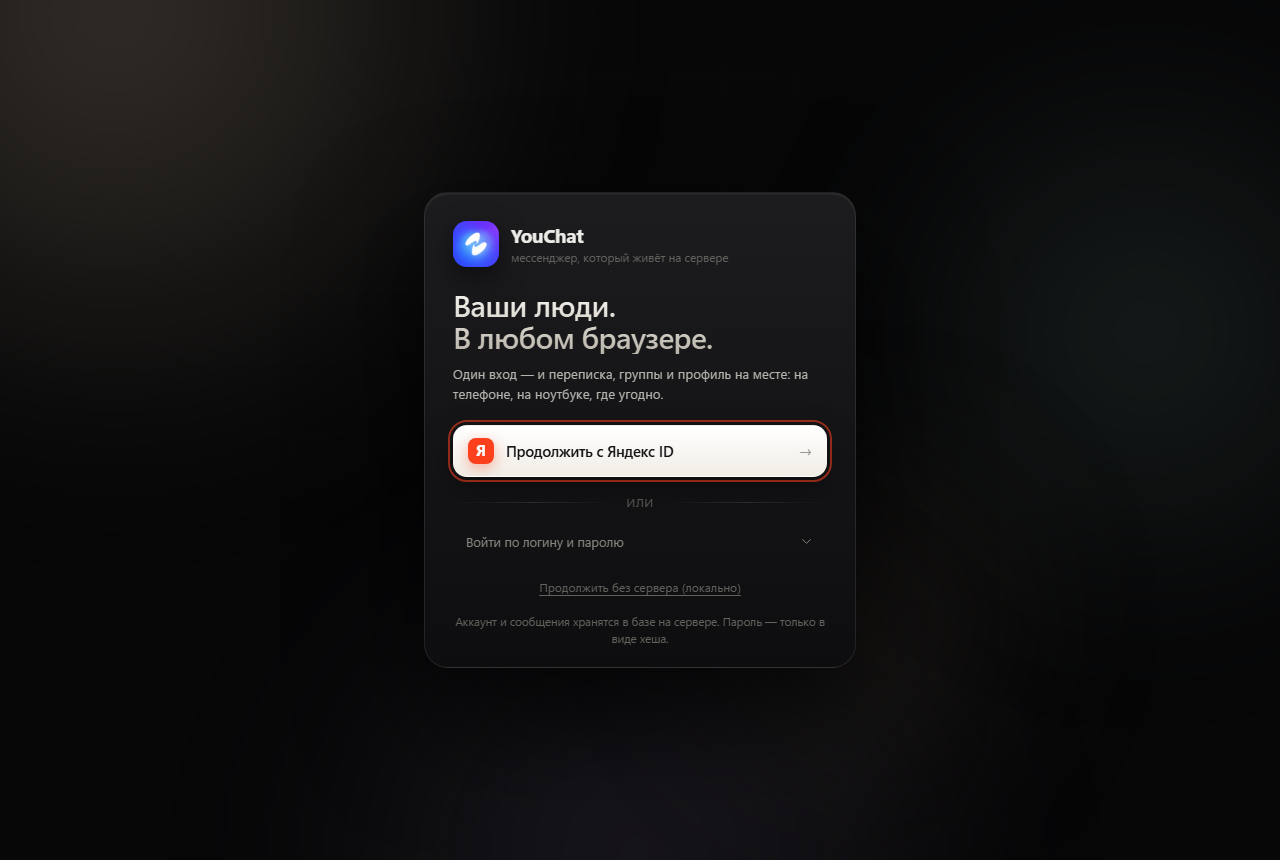 YouChat
мессенджер, который живёт на сервере
Ваши люди.
В любом браузере.
Один вход — и переписка, группы и профиль на месте: на
телефоне, на ноутбуке, где угодно.
Я Продолжить с Яндекс ID →
ИЛИ
Войти по логину и паролю
Продолжить без сервера (локально)
Аккаунт и сообщения хранятся в базе на сервере. Пароль — только в
виде хеша.